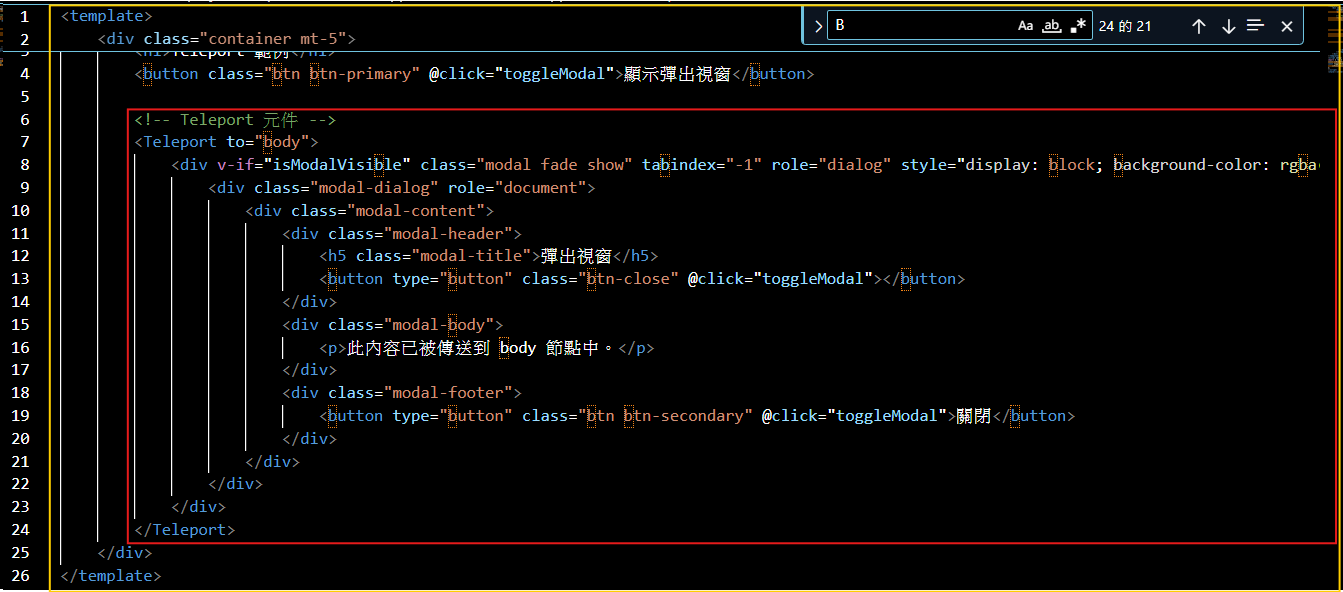 B Aa ab .* 24 的 21
1 <template>
2 <div class="container mt-5">
4 <button class="btn btn-primary" @click="toggleModal">顯示彈出視窗</button>
5
6 <!-- Teleport 元件 -->
7 <Teleport to="body">
8 <div v-if="isModalVisible" class="modal fade show" tabindex="-1" role="dialog" style="display: block; background-color: rgba
9 <div class="modal-dialog" role="document">
10 <div class="modal-content">
11 <div class="modal-header">
12 <h5 class="modal-title">彈出視窗</h5>
13 <button type="button" class="btn-close" @click="toggleModal"></button>
14 </div>
15 <div class="modal-body">
16 <p>此內容已被傳送到 body 節點中。</p>
17 </div>
18 <div class="modal-footer">
19 <button type="button" class="btn btn-secondary" @click="toggleModal">關閉</button>
20 </div>
21 </div>
22 </div>
23 </div>
24 </Teleport>
25 </div>
26 </template>